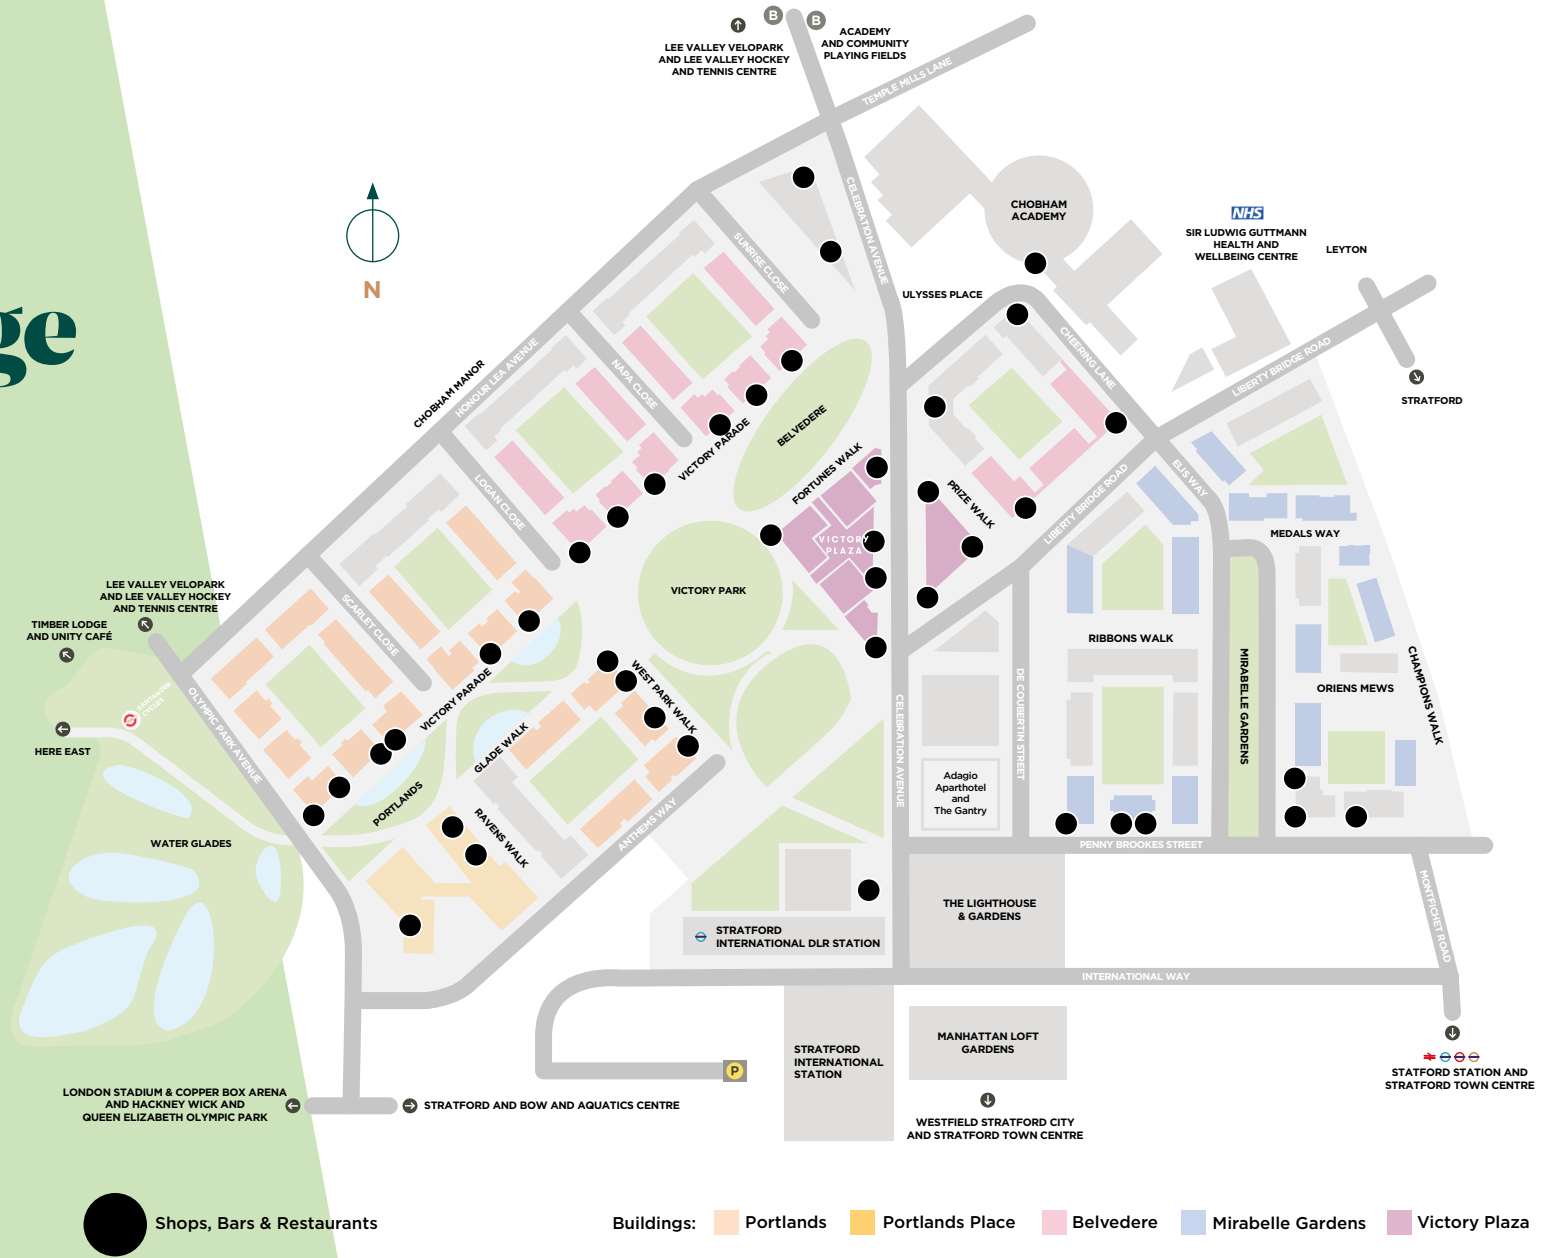 B
B
ACADEMY
AND COMMUNITY
PLAYING FIELDS
LEE VALLEY VELOPARK
AND LEE VALLEY HOCKEY
AND TENNIS CENTRE
TEMPLE MILLS LANE
CELEBRATION AVENUE
CHOBHAM
ACADEMY
NHS
SIR LUDWIG GUTTMANN
HEALTH AND
WELLBEING CENTRE
LEYTON
SUNRISE CLOSE
N
ge
ULYSSES PLACE
CHEERING LANE
LIBERTY BRIDGE ROAD
STRATFORD
CHOBHAM MANOR
HONOUR LEA AVENUE
NAPA CLOSE
VICTORY PARADE
BELVEDERE
FORTUNES WALK
PRIZE WALK
LIBERTY BRIDGE ROAD
ELIS WAY
LOGAN CLOSE
VICTORY
PLAZA
MEDALS WAY
VICTORY PARK
LEE VALLEY VELOPARK
AND LEE VALLEY HOCKEY
AND TENNIS CENTRE
TIMBER LODGE
AND UNITY CAFÉ
SCARLET CLOSE
RIBBONS WALK
MIRABELLE GARDENS
ORIENS MEWS
CHAMPIONS WALK
WEST PARK WALK
VICTORY PARADE
DE COUBERTIN STREET
SANTANDER
CYCLES
OLYMPIC PARK AVENUE
HERE EAST
GLADE WALK
CELEBRATION AVENUE
Adagio
Aparthotel
and
The Gantry
PORTLANDS
RAVENS WALK
ANTHEMS WAY
WATER GLADES
PENNY BROOKES STREET
MONTFICHET ROAD
THE LIGHTHOUSE
& GARDENS
STRATFORD
INTERNATIONAL DLR STATION
INTERNATIONAL WAY
MANHATTAN LOFT
GARDENS
STRATFORD
INTERNATIONAL
STATION
P
STATFORD STATION AND
STRATFORD TOWN CENTRE
LONDON STADIUM & COPPER BOX ARENA
AND HACKNEY WICK AND
QUEEN ELIZABETH OLYMPIC PARK
STRATFORD AND BOW AND AQUATICS CENTRE
WESTFIELD STRATFORD CITY
AND STRATFORD TOWN CENTRE
Shops, Bars & Restaurants
Buildings:
Portlands
Portlands Place
Belvedere
Mirabelle Gardens
Victory Plaza